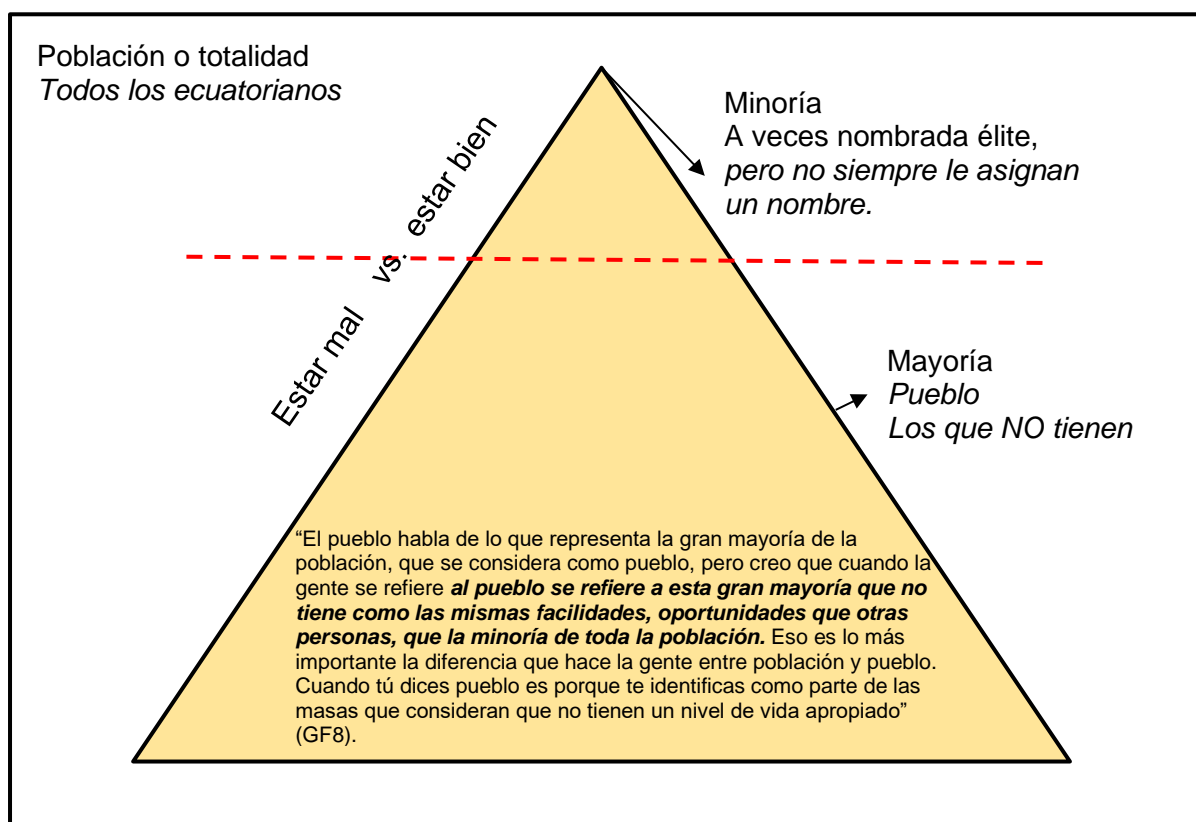 Población o totalidad
Todos los ecuatorianos
Minoría
A veces nombrada élite,
pero no siempre le asignan
un nombre.
Estar mal vs. estar bien
Mayoría
Pueblo
Los que NO tienen
“El pueblo habla de lo que representa la gran mayoría de la
población, que se considera como pueblo, pero creo que cuando la
gente se refiere al pueblo se refiere a esta gran mayoría que no
tiene como las mismas facilidades, oportunidades que otras
personas, que la minoría de toda la población. Eso es lo más
importante la diferencia que hace la gente entre población y pueblo.
Cuando tú dices pueblo es porque te identificas como parte de las
masas que consideran que no tienen un nivel de vida apropiado”
(GF8).